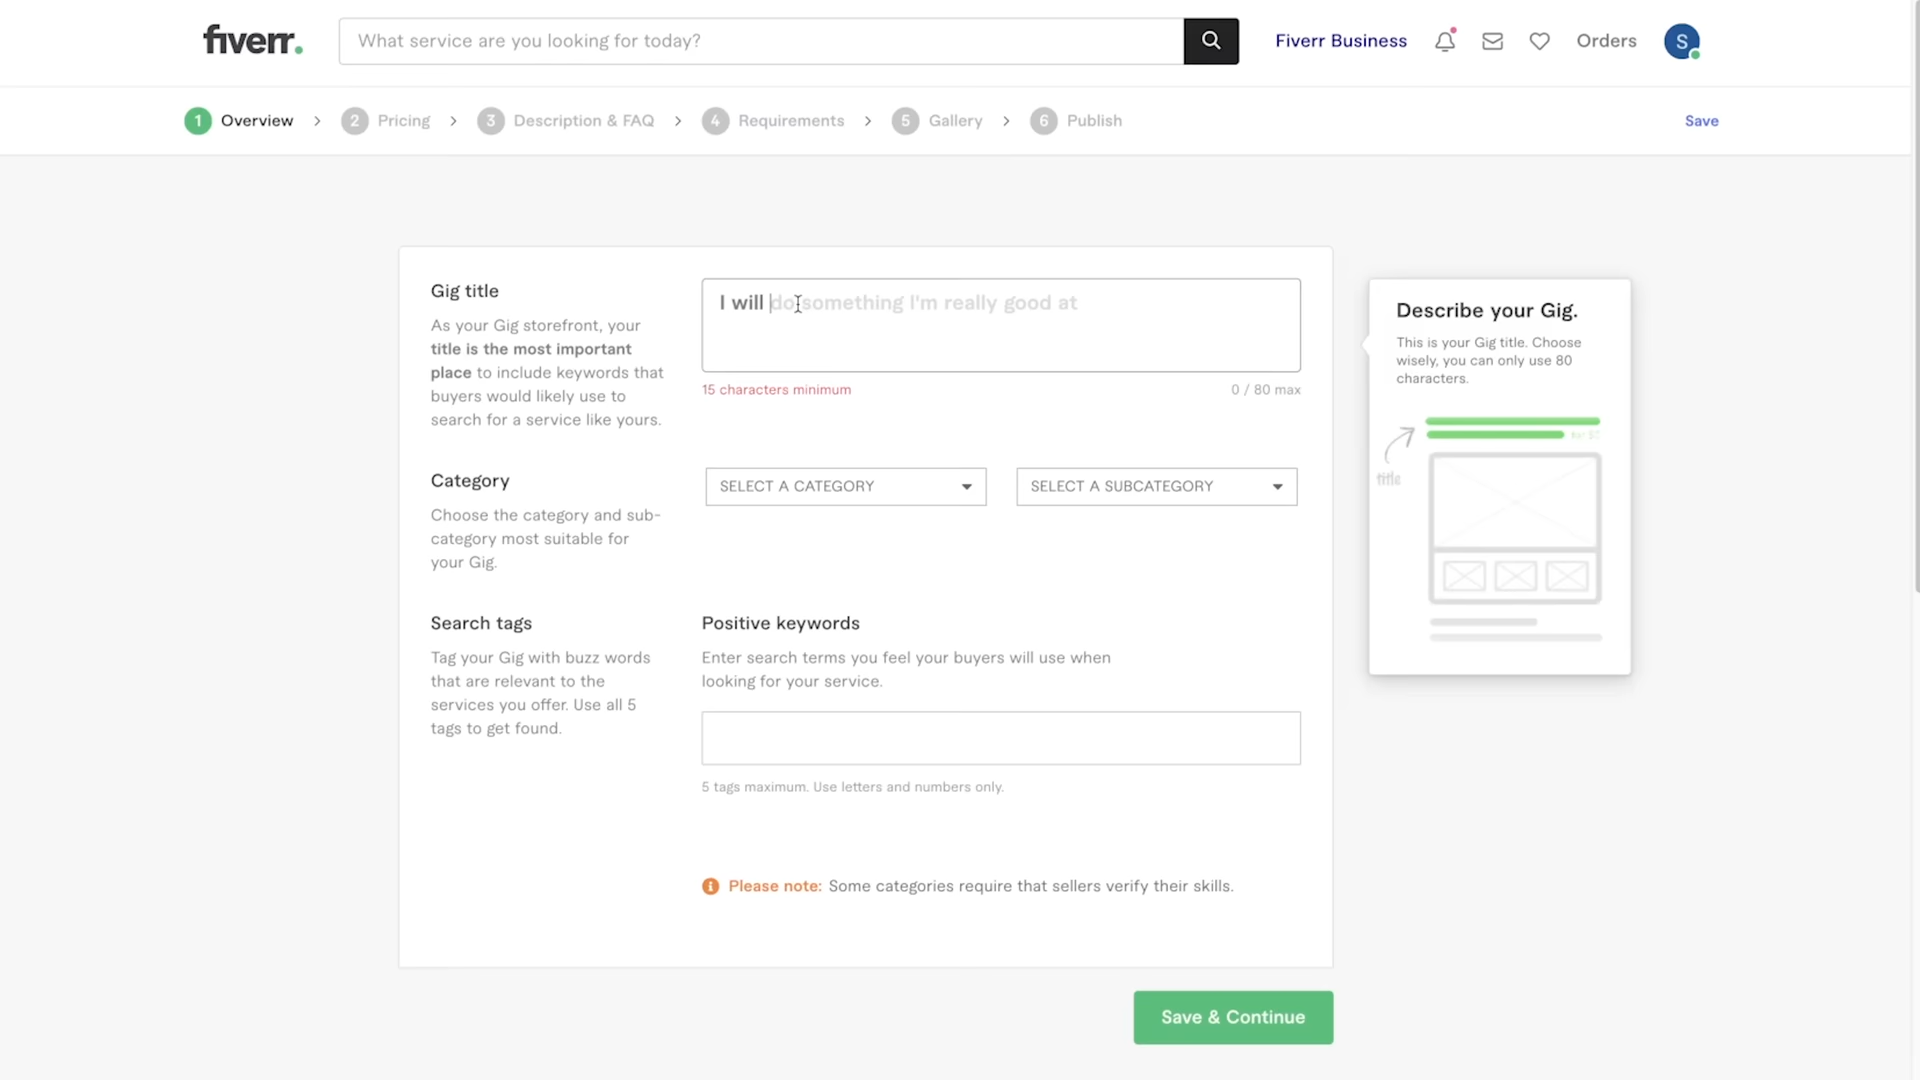 fiverr.
What service are you looking for today?
Fiverr Business
Orders
S
1 Overview
2 Pricing
3 Description & FAQ
4 Requirements
5 Gallery
6 Publish
Save
Gig title
As your Gig storefront, your
title is the most important
place to include keywords that
buyers would likely use to
search for a service like yours.
I will do something I'm really good at
15 characters minimum
0 / 80 max
Describe your Gig.
This is your Gig title. Choose
wisely, you can only use 80
characters.
title
Category
Choose the category and sub-
category most suitable for
your Gig.
SELECT A CATEGORY
SELECT A SUBCATEGORY
Search tags
Tag your Gig with buzz words
that are relevant to the
services you offer. Use all 5
tags to get found.
Positive keywords
Enter search terms you feel your buyers will use when
looking for your service.
5 tags maximum. Use letters and numbers only.
Please note: Some categories require that sellers verify their skills.
Save & Continue